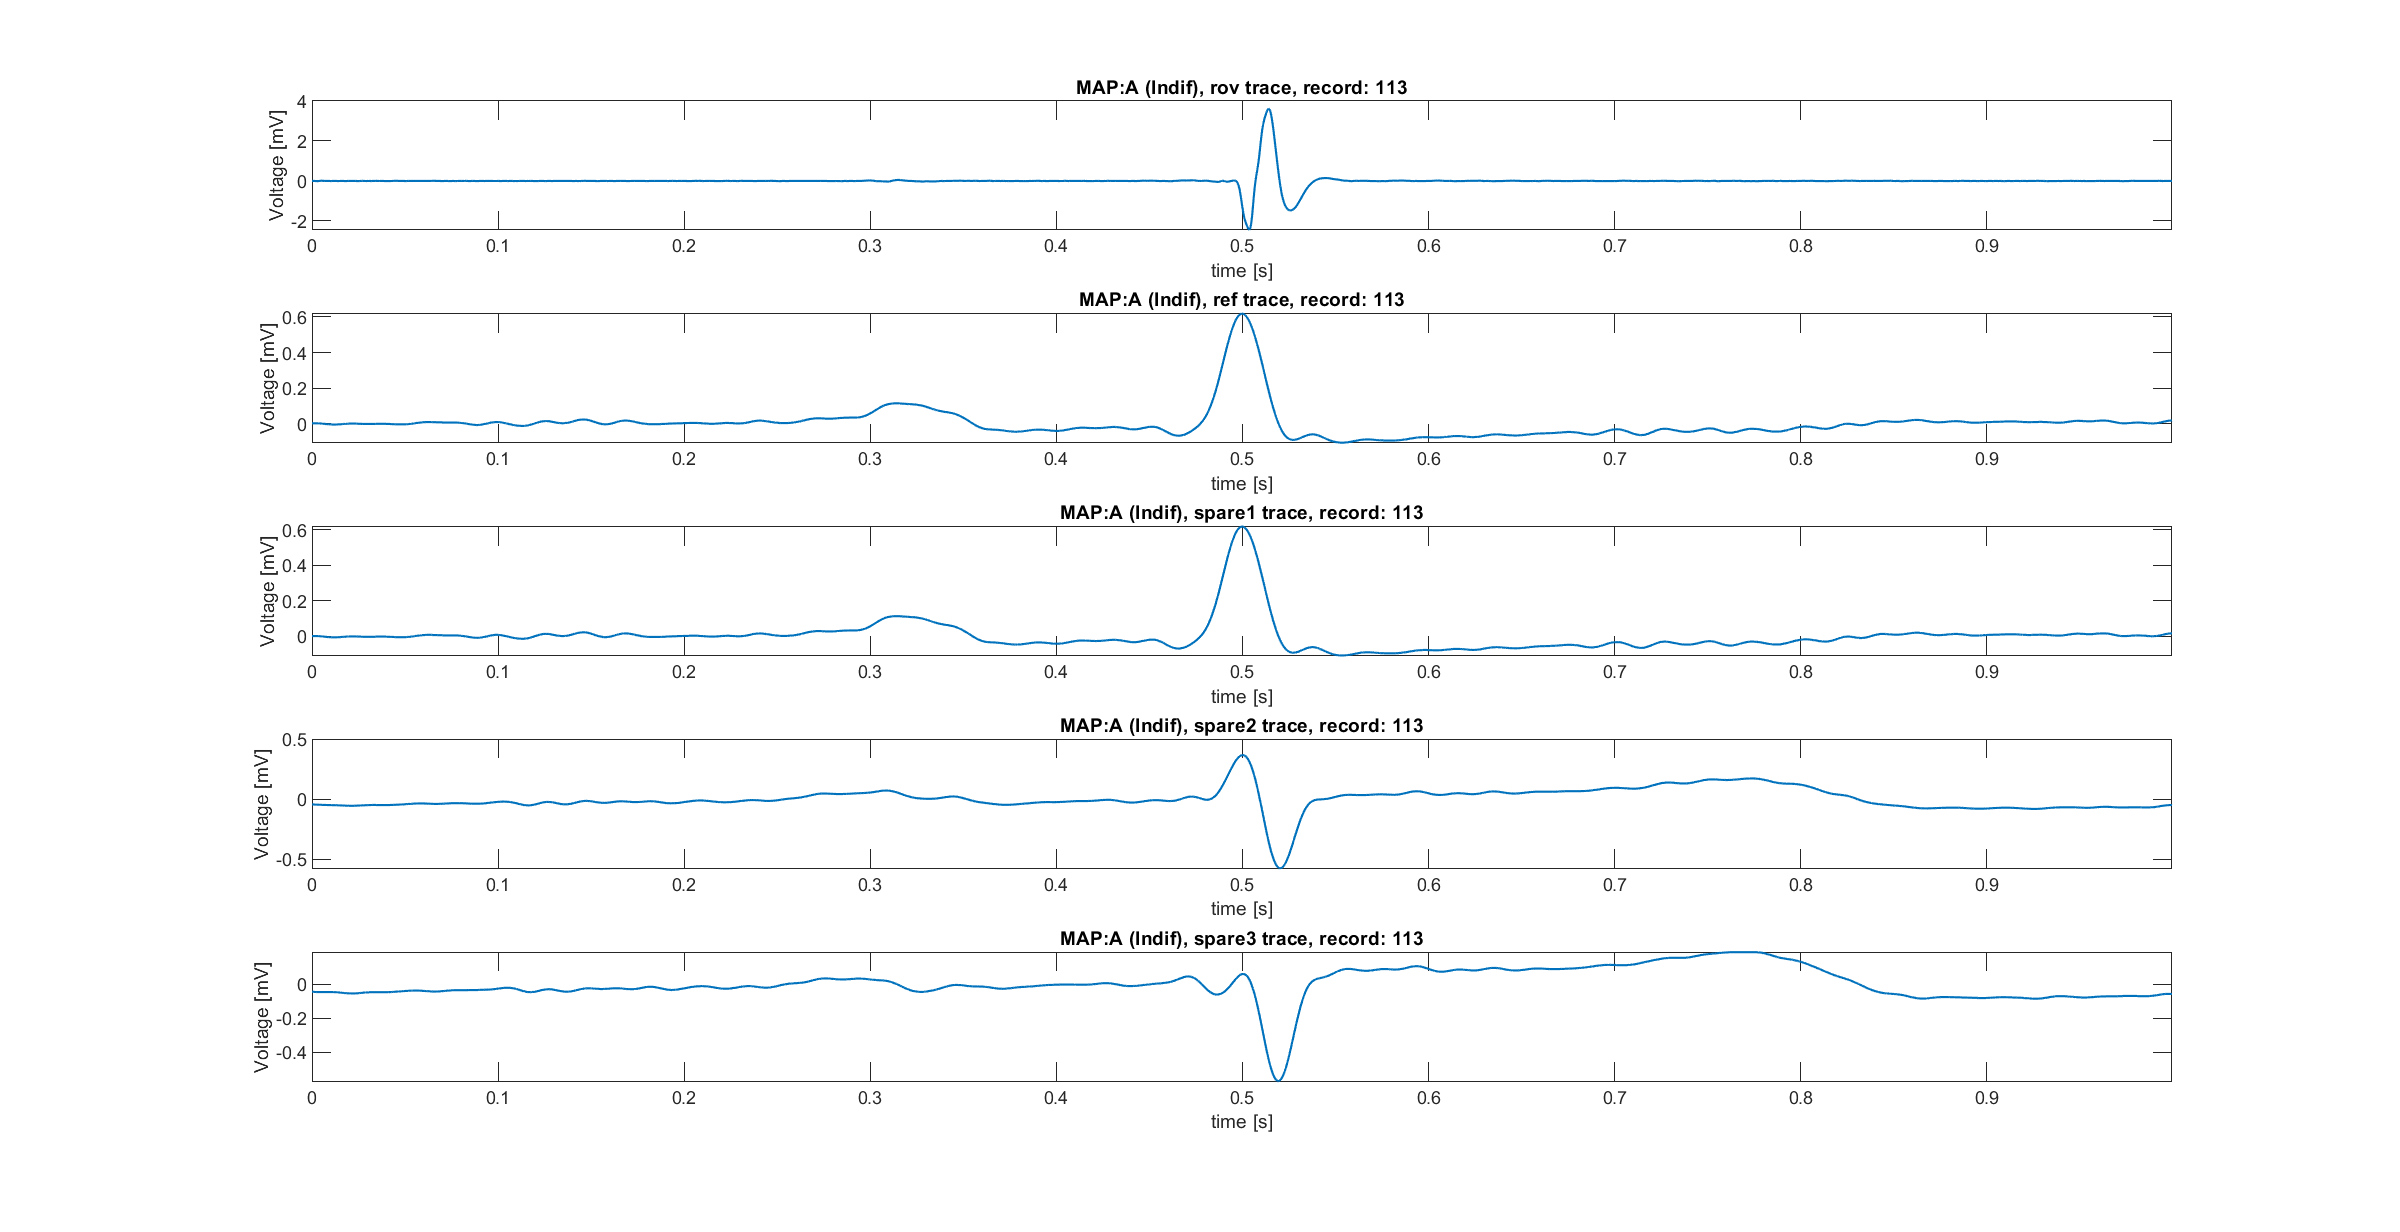 MAP:A (Indif), rov trace, record: 113
Voltage [mV]
4
2
0
-2
0 0.1 0.2 0.3 0.4 0.5 0.6 0.7 0.8 0.9
time [s]
MAP:A (Indif), ref trace, record: 113
Voltage [mV]
0.6
0.4
0.2
0
0 0.1 0.2 0.3 0.4 0.5 0.6 0.7 0.8 0.9
time [s]
MAP:A (Indif), spare1 trace, record: 113
Voltage [mV]
0.6
0.4
0.2
0
0 0.1 0.2 0.3 0.4 0.5 0.6 0.7 0.8 0.9
time [s]
MAP:A (Indif), spare2 trace, record: 113
Voltage [mV]
0.5
0
-0.5
0 0.1 0.2 0.3 0.4 0.5 0.6 0.7 0.8 0.9
time [s]
MAP:A (Indif), spare3 trace, record: 113
Voltage [mV]
0
-0.2
-0.4
0 0.1 0.2 0.3 0.4 0.5 0.6 0.7 0.8 0.9
time [s]